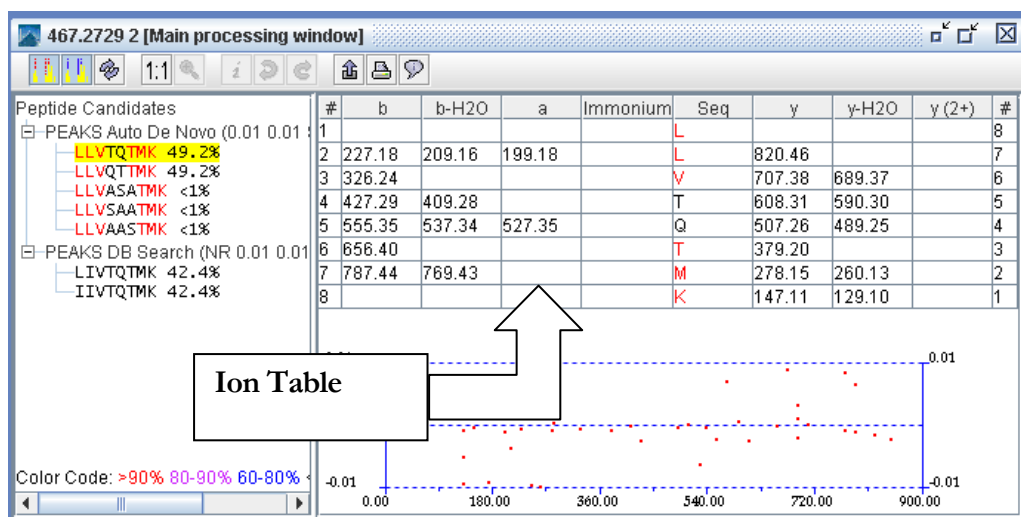 467.2729 2 [Main processing window]
1:1
Peptide Candidates
PEAKS Auto De Novo (0.01 0.01
LLVTQTMK 49.2%
LLVQTTMK 49.2%
LLVASATMK <1%
LLVSAATMK <1%
LLVAASTMK <1%
PEAKS DB Search (NR 0.01 0.01
LIVTQTMK 42.4%
IIVTQTMK 42.4%
Color Code: >90% 80-90% 60-80% <
# b b-H2O a Immonium Seq y y-H2O y (2+) #
1 L 8
2 227.18 209.16 199.18 L 820.46 7
3 326.24 V 707.38 689.37 6
4 427.29 409.28 T 608.31 590.30 5
5 555.35 537.34 527.35 Q 507.26 489.25 4
6 656.40 T 379.20 3
7 787.44 769.43 M 278.15 260.13 2
8 K 147.11 129.10 1
Ion Table
0.01
-0.01 -0.01
0.00 180.00 360.00 540.00 720.00 900.00